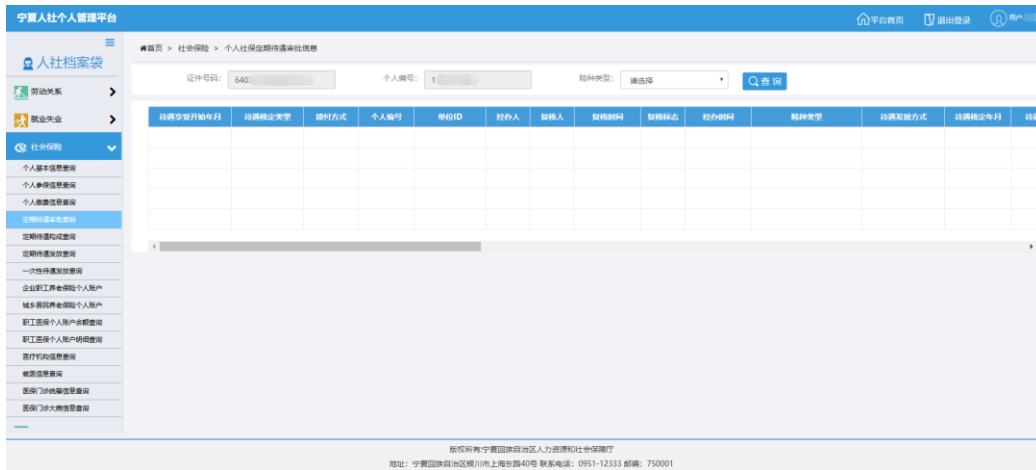 宁夏人社个人管理平台
平台首页 退出登录 用户
人社档案袋
首页 > 社会保险 > 个人社保定期待遇审批信息
证件号码: 6403 个人编号: 1 险种类型: 请选择 查询
劳动关系
就业失业
社会保险
待遇享受开始年月 待遇核定类型 拨付方式 个人编号 单位ID 经办人 复核人 复核时间 复核标志 经办时间 险种类型 待遇发放方式 待遇核定年月 待遇
个人基本信息查询
个人参保信息查询
个人缴费信息查询
定期待遇审批查询
定期待遇构成查询
定期待遇发放查询
一次性待遇发放查询
企业职工养老保险个人账户
城乡居民养老保险个人账户
职工医保个人账户余额查询
职工医保个人账户明细查询
医疗机构信息查询
就医信息查询
医保门诊统筹信息查询
医保门诊大病信息查询
版权所有:宁夏回族自治区人力资源和社会保障厅
地址：宁夏回族自治区银川市上海东路40号 联系电话：0951-12333 邮编：750001